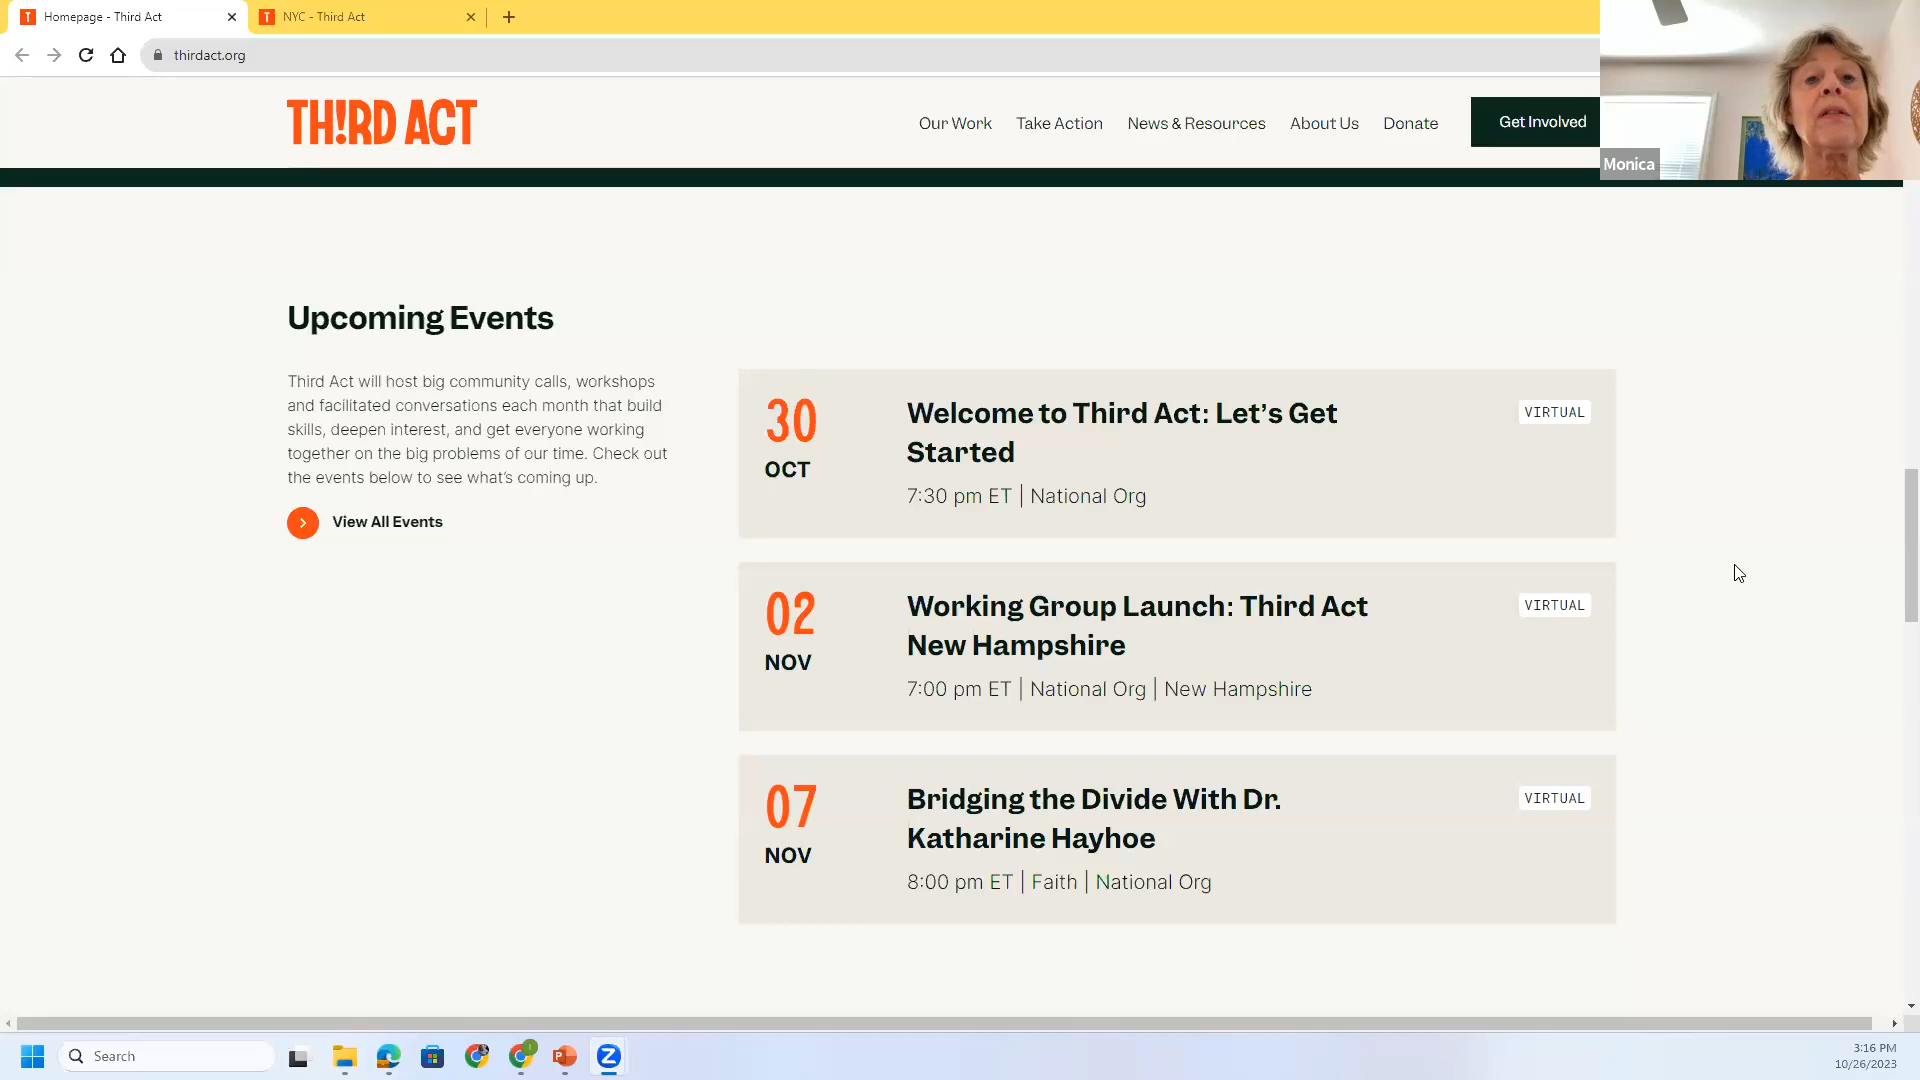 Homepage - Third Act
NYC - Third Act
thirdact.org
TH!RD ACT
Our Work
Take Action
News & Resources
About Us
Donate
Get Involved
Monica
Upcoming Events
Third Act will host big community calls, workshops
and facilitated conversations each month that build
skills, deepen interest, and get everyone working
together on the big problems of our time. Check out
the events below to see what's coming up.
View All Events
30
OCT
Welcome to Third Act: Let's Get
Started
7:30 pm ET | National Org
VIRTUAL
02
NOV
Working Group Launch: Third Act
New Hampshire
7:00 pm ET | National Org | New Hampshire
VIRTUAL
07
NOV
Bridging the Divide With Dr.
Katharine Hayhoe
8:00 pm ET | Faith | National Org
VIRTUAL
Search
3:16 PM
10/26/2023